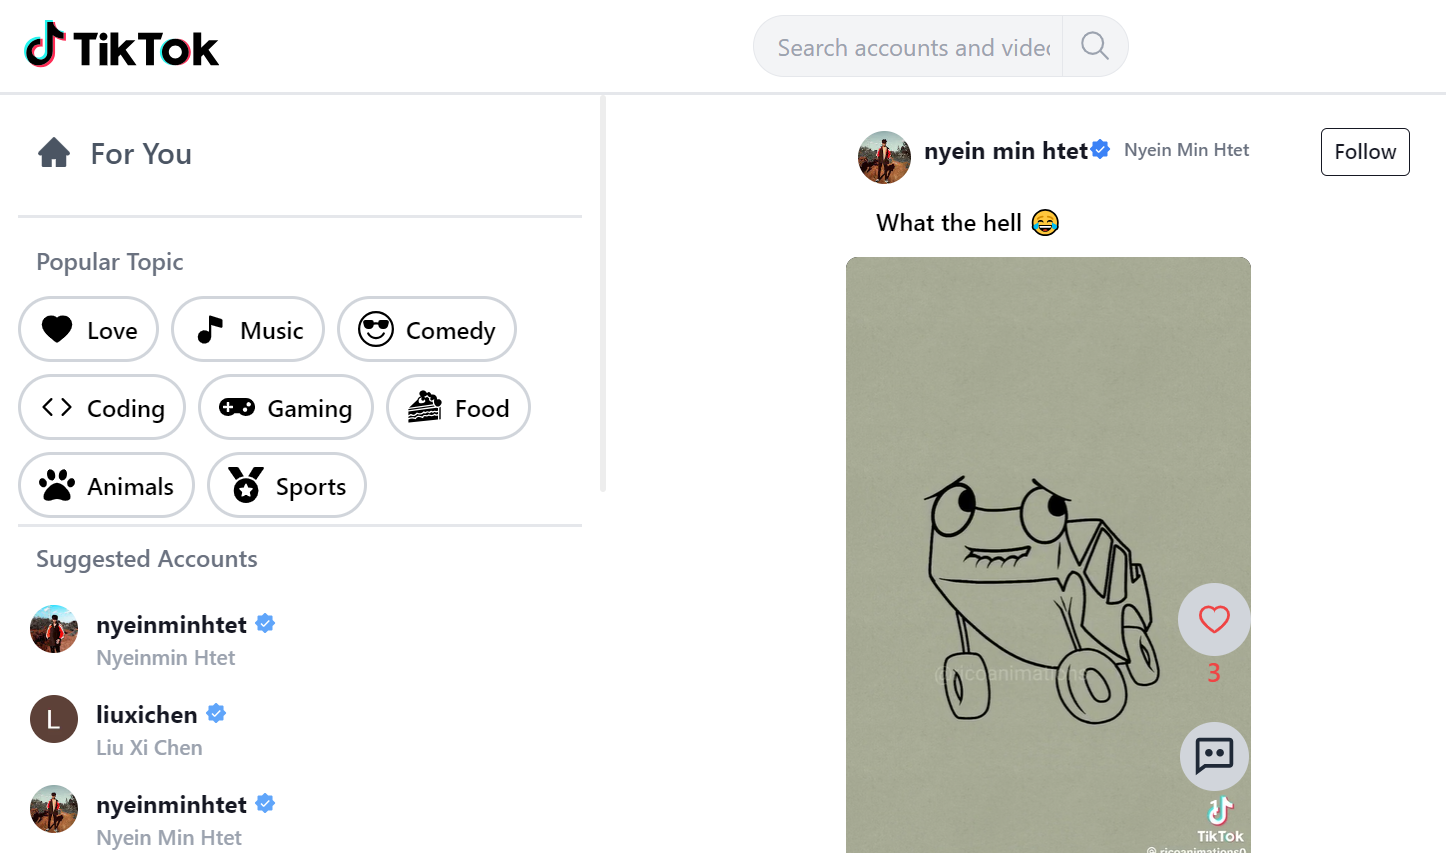 TikTok
Search accounts and vide
For You
Popular Topic
Love
Music
Comedy
Coding
Gaming
Food
Animals
Sports
Suggested Accounts
nyeinminhtet
Nyeinmin Htet
L
liuxichen
Liu Xi Chen
nyeinminhtet
Nyein Min Htet
nyein min htet Nyein Min Htet
Follow
What the hell 😂
@ricoanimations
3
TikTok
@ricoanimations0